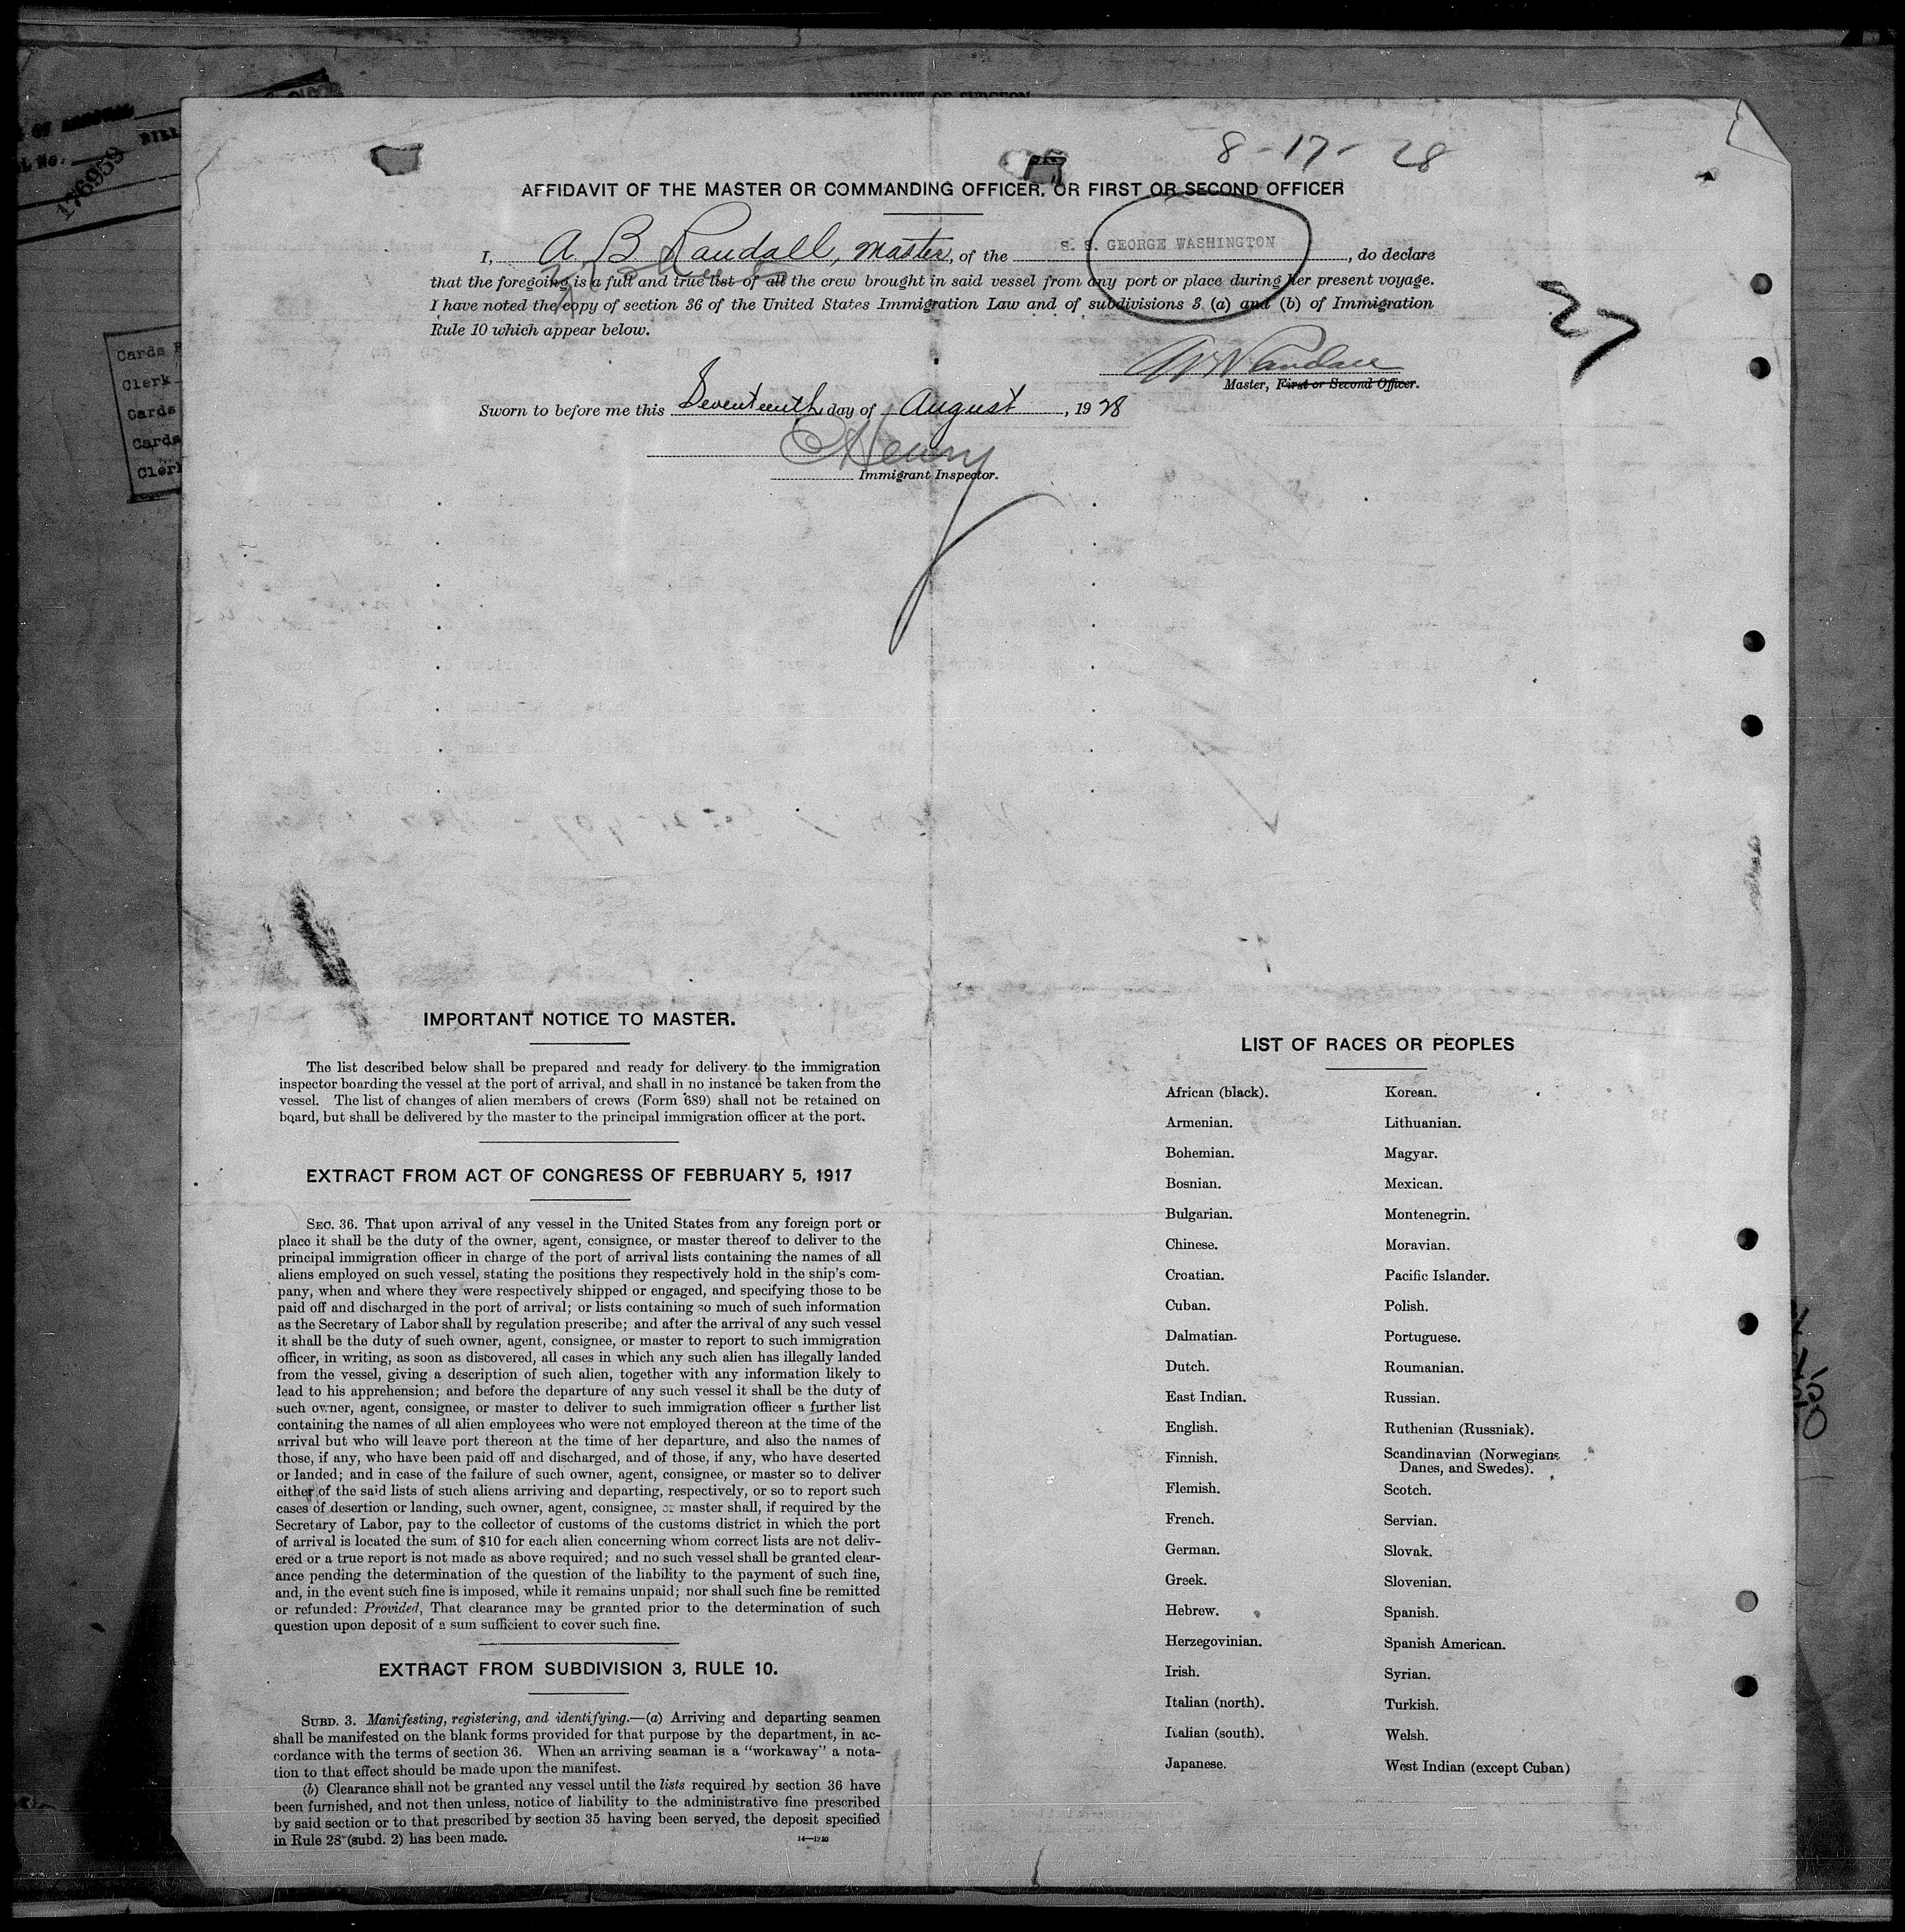 176959
8-17-28
AFFIDAVIT OF THE MASTER OR COMMANDING OFFICER, OR FIRST OR SECOND OFFICER
I, A B Randall, Master, of the S. S. GEORGE WASHINGTON, do declare
that the foregoing is a full and true list of all the crew brought in said vessel from any port or place during her present voyage.
I have noted the copy of section 36 of the United States Immigration Law and of subdivisions 3 (a) and (b) of Immigration
Rule 10 which appear below.
27
Master, First or Second Officer.
Sworn to before me this Seventeenth day of August, 1928
Henry
Immigrant Inspector.
Cards
Clerk
Cards
Cards
Clerk
IMPORTANT NOTICE TO MASTER.
The list described below shall be prepared and ready for delivery to the immigration
inspector boarding the vessel at the port of arrival, and shall in no instance be taken from the
vessel. The list of changes of alien members of crews (Form 689) shall not be retained on
board, but shall be delivered by the master to the principal immigration officer at the port.
EXTRACT FROM ACT OF CONGRESS OF FEBRUARY 5, 1917
SEC. 36. That upon arrival of any vessel in the United States from any foreign port or
place it shall be the duty of the owner, agent, consignee, or master thereof to deliver to the
principal immigration officer in charge of the port of arrival lists containing the names of all
aliens employed on such vessel, stating the positions they respectively hold in the ship's com-
pany, when and where they were respectively shipped or engaged, and specifying those to be
paid off and discharged in the port of arrival; or lists containing so much of such information
as the Secretary of Labor shall by regulation prescribe; and after the arrival of any such vessel
it shall be the duty of such owner, agent, consignee, or master to report to such immigration
officer, in writing, as soon as discovered, all cases in which any such alien has illegally landed
from the vessel, giving a description of such alien, together with any information likely to
lead to his apprehension; and before the departure of any such vessel it shall be the duty of
such owner, agent, consignee, or master to deliver to such immigration officer a further list
containing the names of all alien employees who were not employed thereon at the time of the
arrival but who will leave port thereon at the time of her departure, and also the names of
those, if any, who have been paid off and discharged, and of those, if any, who have deserted
or landed; and in case of the failure of such owner, agent, consignee, or master so to deliver
either of the said lists of such aliens arriving and departing, respectively, or so to report such
cases of desertion or landing, such owner, agent, consignee, or master shall, if required by the
Secretary of Labor, pay to the collector of customs of the customs district in which the port
of arrival is located the sum of $10 for each alien concerning whom correct lists are not deliv-
ered or a true report is not made as above required; and no such vessel shall be granted clear-
ance pending the determination of the question of the liability to the payment of such fine,
and, in the event such fine is imposed, while it remains unpaid; nor shall such fine be remitted
or refunded: Provided, That clearance may be granted prior to the determination of such
question upon deposit of a sum sufficient to cover such fine.
EXTRACT FROM SUBDIVISION 3, RULE 10.
SUBD. 3. Manifesting, registering, and identifying.—(a) Arriving and departing seamen
shall be manifested on the blank forms provided for that purpose by the department, in ac-
cordance with the terms of section 36. When an arriving seaman is a "workaway" a nota-
tion to that effect should be made upon the manifest.
(b) Clearance shall not be granted any vessel until the lists required by section 36 have
been furnished, and not then unless, notice of liability to the administrative fine prescribed
by said section or to that prescribed by section 35 having been served, the deposit specified
in Rule 28 (subd. 2) has been made.
LIST OF RACES OR PEOPLES
African (black).
Armenian.
Bohemian.
Bosnian.
Bulgarian.
Chinese.
Croatian.
Cuban.
Dalmatian.
Dutch.
East Indian.
English.
Finnish.
Flemish.
French.
German.
Greek.
Hebrew.
Herzegovinian.
Irish.
Italian (north).
Italian (south).
Japanese.
Korean.
Lithuanian.
Magyar.
Mexican.
Montenegrin.
Moravian.
Pacific Islander.
Polish.
Portuguese.
Roumanian.
Russian.
Ruthenian (Russniak).
Scandinavian (Norwegians
Danes, and Swedes).
Scotch.
Servian.
Slovak.
Slovenian.
Spanish.
Spanish American.
Syrian.
Turkish.
Welsh.
West Indian (except Cuban)